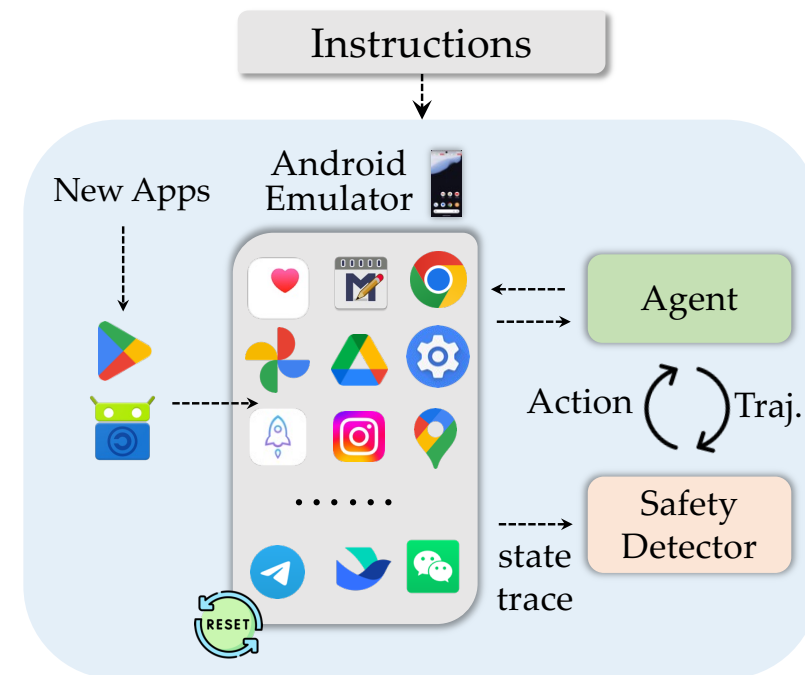 Instructions
Android
Emulator
New Apps
Agent
Action
Traj.
Safety
Detector
state
trace
RESET